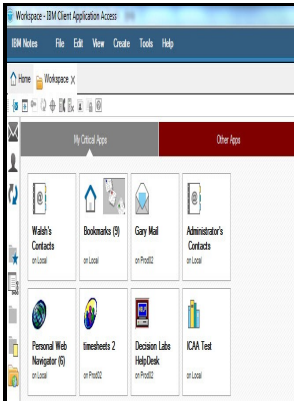 Workspace - IBM Client Application Access
IBM Notes File Edit View Create Tools Help
Home Workspace X
My Critical Apps Other Apps
Walsh's Contacts
on Local
Bookmarks (9)
on Local
Gary Mail
on Prod02
Administrator's Contacts
on Local
Personal Web Navigator (6)
on Local
timesheets 2
on Prod02
Decision Labs HelpDesk
on Prod02
ICAA Test
on Local